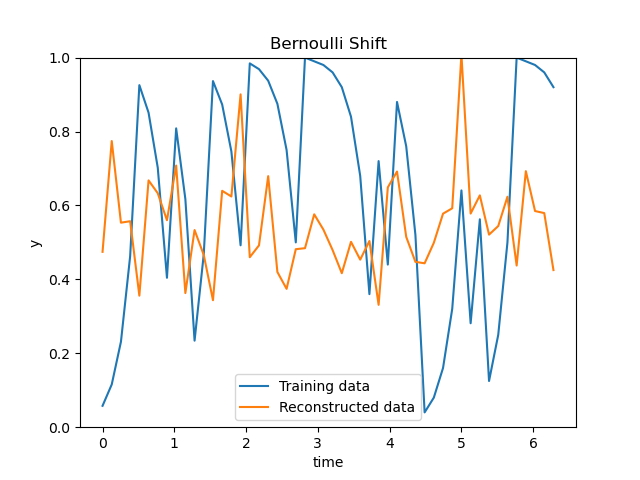 Bernoulli Shift
1.0
0.8
0.6
0.4
0.2
0.0
y
Training data
Reconstructed data
0 1 2 3 4 5 6
time